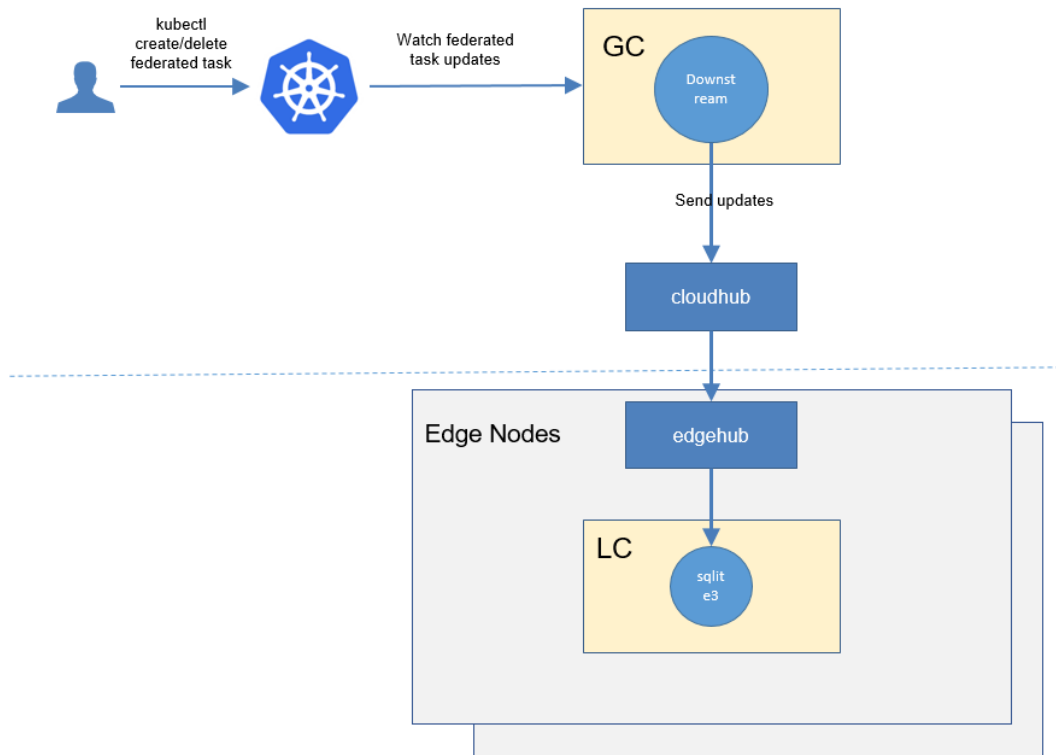 kubectl
create/delete
federated task
Watch federated
task updates
GC
Downst
ream
Send updates
cloudhub
Edge Nodes
edgehub
LC
sqlit
e3